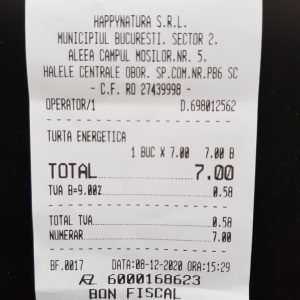 HAPPYNATURA S.R.L.
MUNICIPIUL BUCURESTI, SECTOR 2,
ALEEA CAMPUL MOSILOR.NR. 5.
HALELE CENTRALE OBOR. SP.COM.NR.PB6 SC
- C.F. RO 27439998 -
OPERATOR/1 D.698012562
TURTA ENERGETICA
1 BUC X 7.00 7.00 B
TOTAL 7.00
TVA B=9.00% 0.58
TOTAL TVA 0.58
NUMERAR 7.00
BF.0017 DATA:08-12-2020 ORA:15:29
6000168623
BON FISCAL